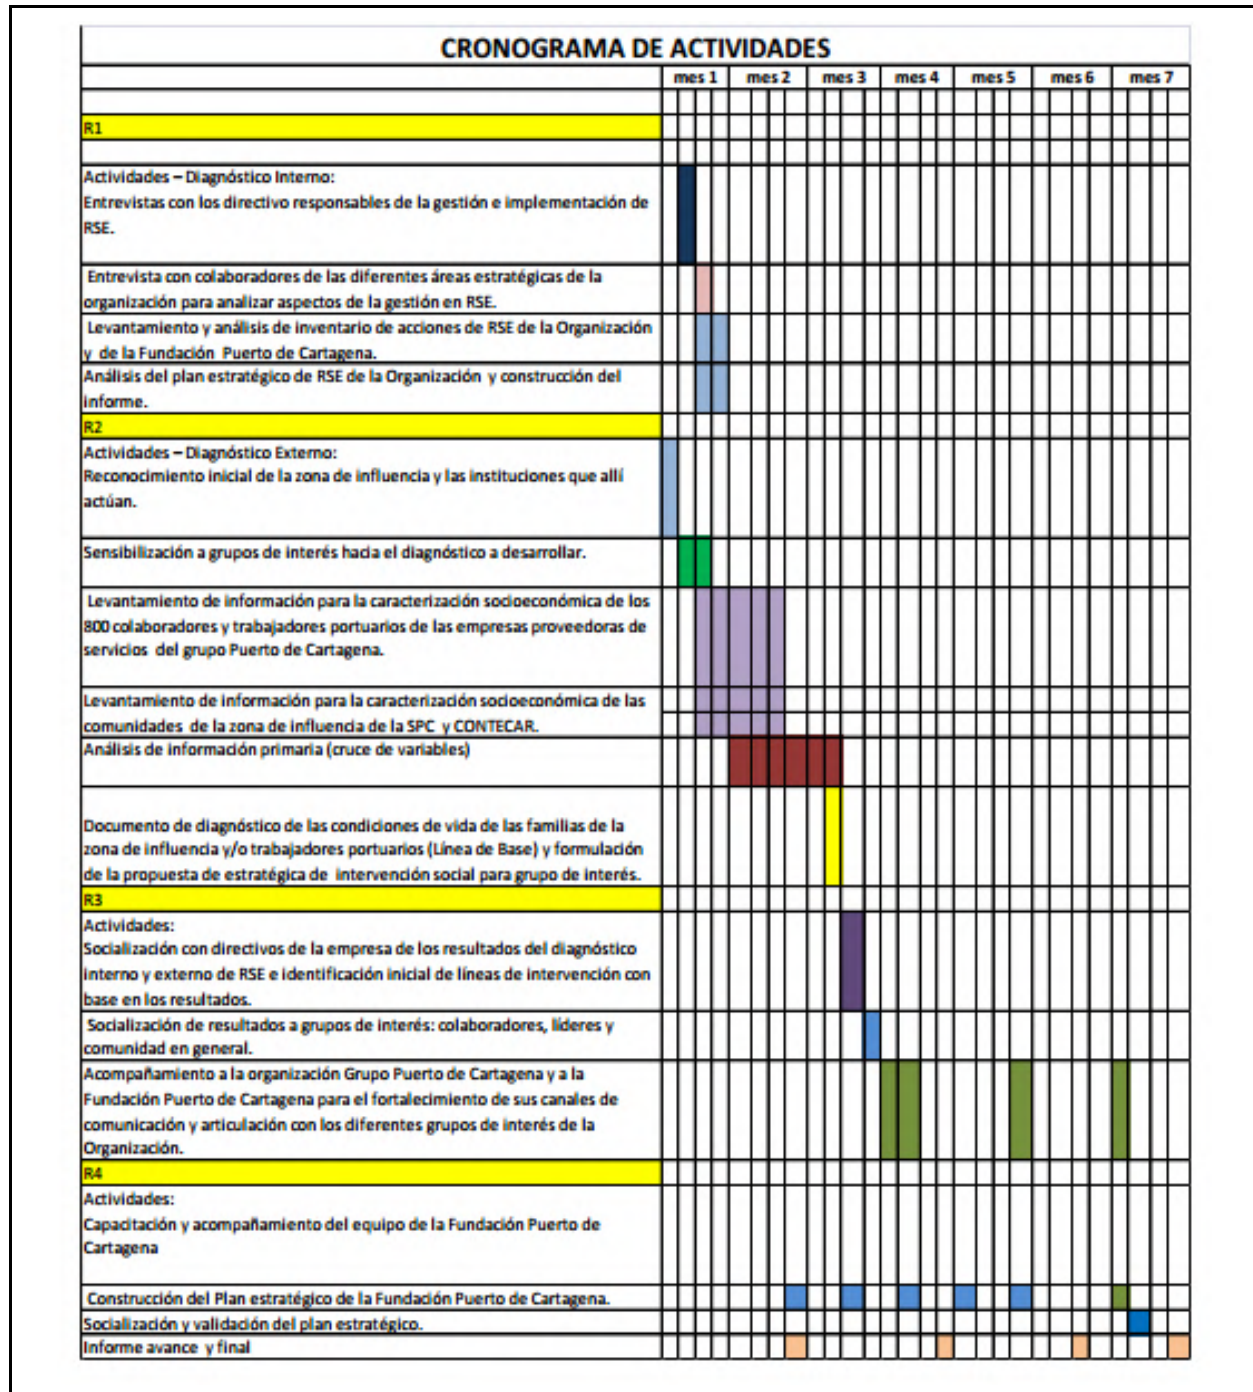 CRONOGRAMA DE ACTIVIDADES
mes 1 mes 2 mes 3 mes 4 mes 5 mes 6 mes 7
R1
Actividades – Diagnóstico Interno:
Entrevistas con los directivo responsables de la gestión e implementación de
RSE.
Entrevista con colaboradores de las diferentes áreas estratégicas de la
organización para analizar aspectos de la gestión en RSE.
Levantamiento y análisis de inventario de acciones de RSE de la Organización
y de la Fundación Puerto de Cartagena.
Análisis del plan estratégico de RSE de la Organización y construcción del
informe.
R2
Actividades – Diagnóstico Externo:
Reconocimiento inicial de la zona de influencia y las instituciones que allí
actúan.
Sensibilización a grupos de interés hacia el diagnóstico a desarrollar.
Levantamiento de información para la caracterización socioeconómica de los
800 colaboradores y trabajadores portuarios de las empresas proveedoras de
servicios del grupo Puerto de Cartagena.
Levantamiento de información para la caracterización socioeconómica de las
comunidades de la zona de influencia de la SPC y CONTECAR.
Análisis de información primaria (cruce de variables)
Documento de diagnóstico de las condiciones de vida de las familias de la
zona de influencia y/o trabajadores portuarios (Línea de Base) y formulación
de la propuesta de estratégica de intervención social para grupo de interés.
R3
Actividades:
Socialización con directivos de la empresa de los resultados del diagnóstico
interno y externo de RSE e identificación inicial de líneas de intervención con
base en los resultados.
Socialización de resultados a grupos de interés: colaboradores, líderes y
comunidad en general.
Acompañamiento a la organización Grupo Puerto de Cartagena y a la
Fundación Puerto de Cartagena para el fortalecimiento de sus canales de
comunicación y articulación con los diferentes grupos de interés de la
Organización.
R4
Actividades:
Capacitación y acompañamiento del equipo de la Fundación Puerto de
Cartagena
Construcción del Plan estratégico de la Fundación Puerto de Cartagena.
Socialización y validación del plan estratégico.
Informe avance y final